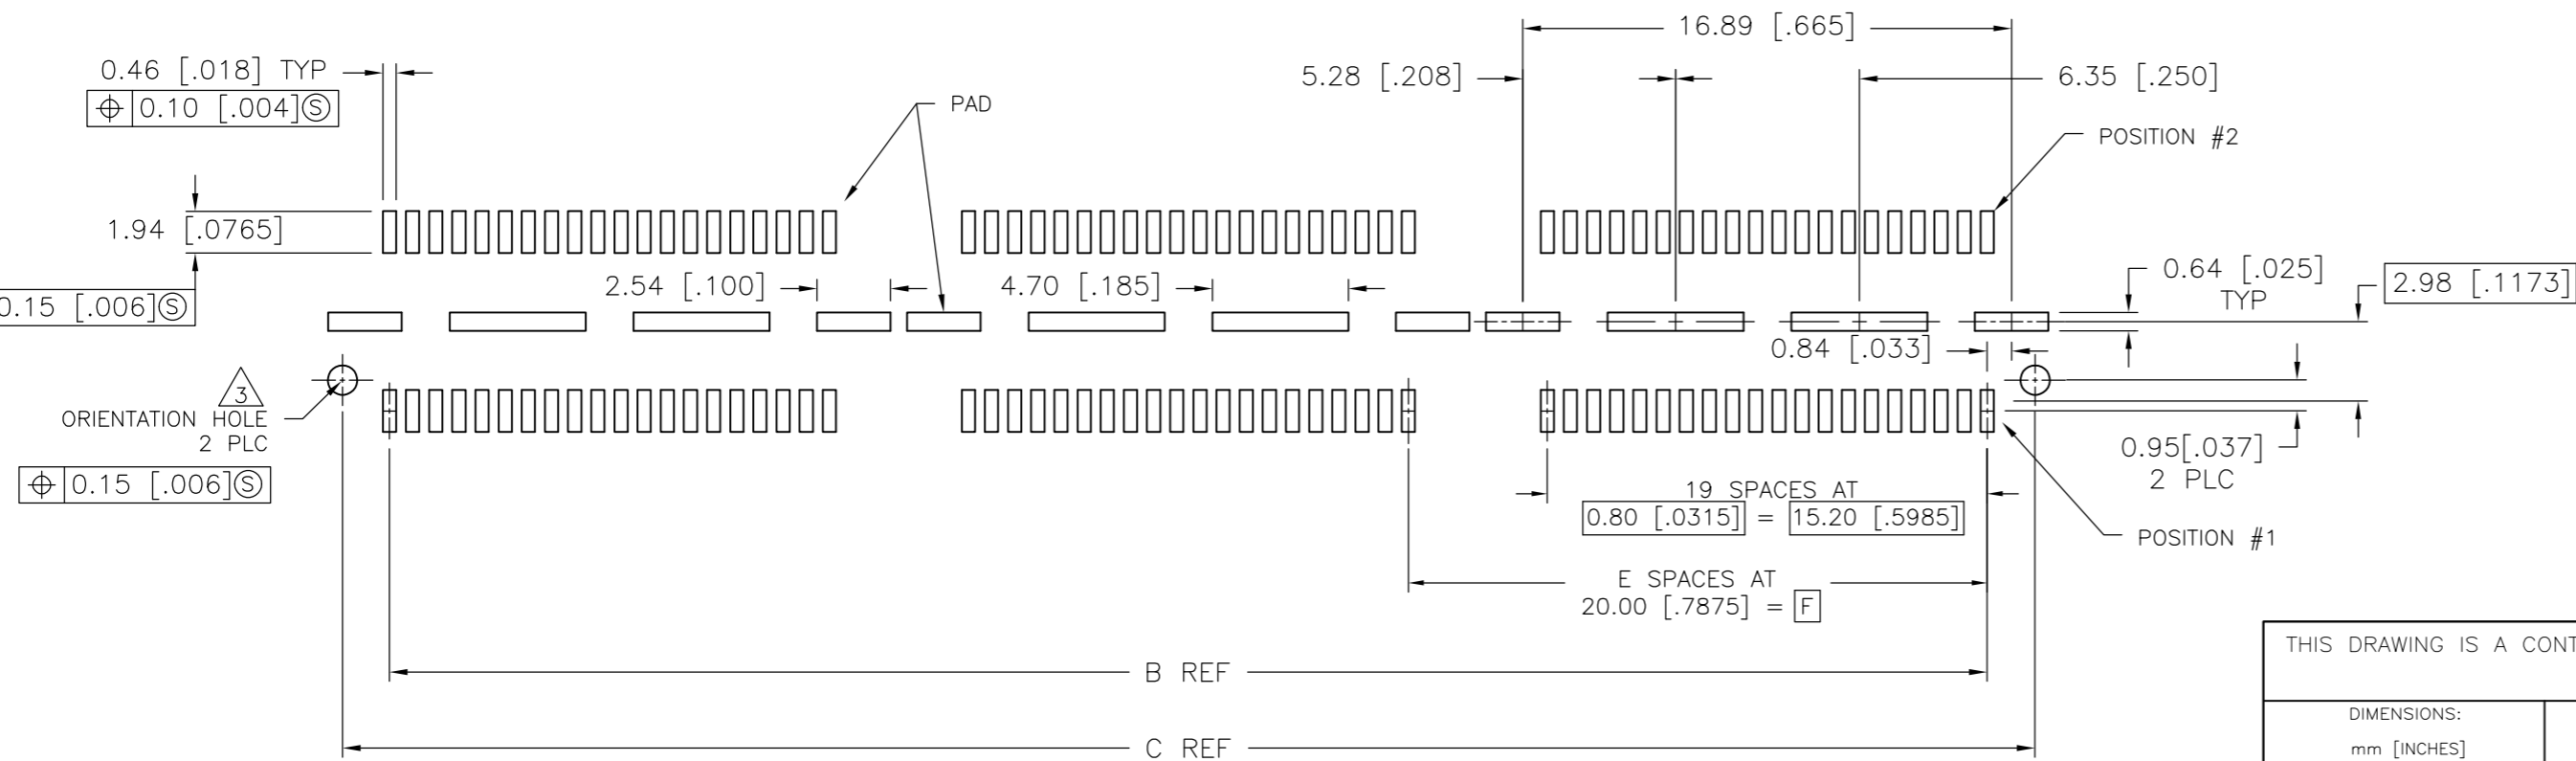 16.89 [.665]
0.46 [.018] TYP
5.28 [.208]
6.35 [.250]
⌖ 0.10 [.004]Ⓢ
PAD
POSITION #2
1.94 [.0765]
2.54 [.100]
4.70 [.185]
0.64 [.025]
TYP
2.98 [.1173]
0.15 [.006]Ⓢ
0.84 [.033]
3
ORIENTATION HOLE
2 PLC
⌖ 0.15 [.006]Ⓢ
0.95[.037]
2 PLC
19 SPACES AT
0.80 [.0315] = 15.20 [.5985]
POSITION #1
E SPACES AT
20.00 [.7875] = F
B REF
C REF
THIS DRAWING IS A
DIMENSIONS:
mm [INCHES]